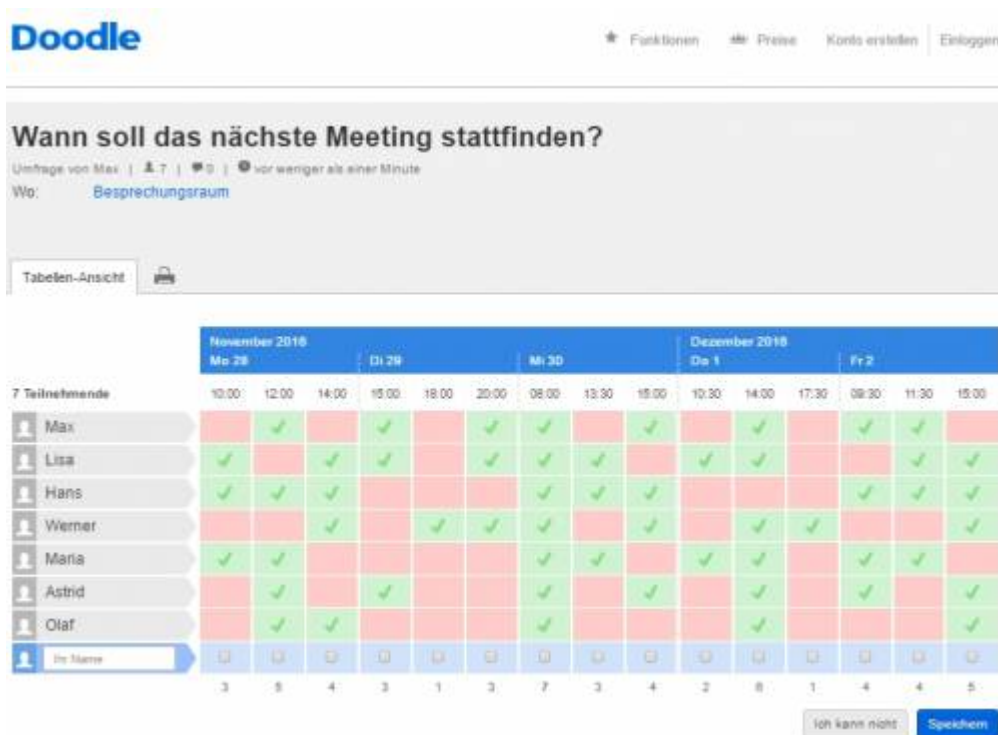 Doodle
Funktionen Preise Konto erstellen Einloggen
Wann soll das nächste Meeting stattfinden?
Umfrage von Max | 7 | 0 | vor weniger als einer Minute
Wo: Besprechungsraum
Tabellen-Ansicht
November 2016 Dezember 2016
Mo 28 Di 29 Mi 30 Do 1 Fr 2
7 Teilnehmende 10:00 12:00 14:00 15:00 18:00 20:00 08:00 13:30 15:00 10:30 14:00 17:30 09:30 11:30 15:00
Max
Lisa
Hans
Werner
Maria
Astrid
Olaf
Ihr Name
3 5 4 3 1 3 7 3 4 2 6 1 4 4 5
Ich kann nicht Speichern